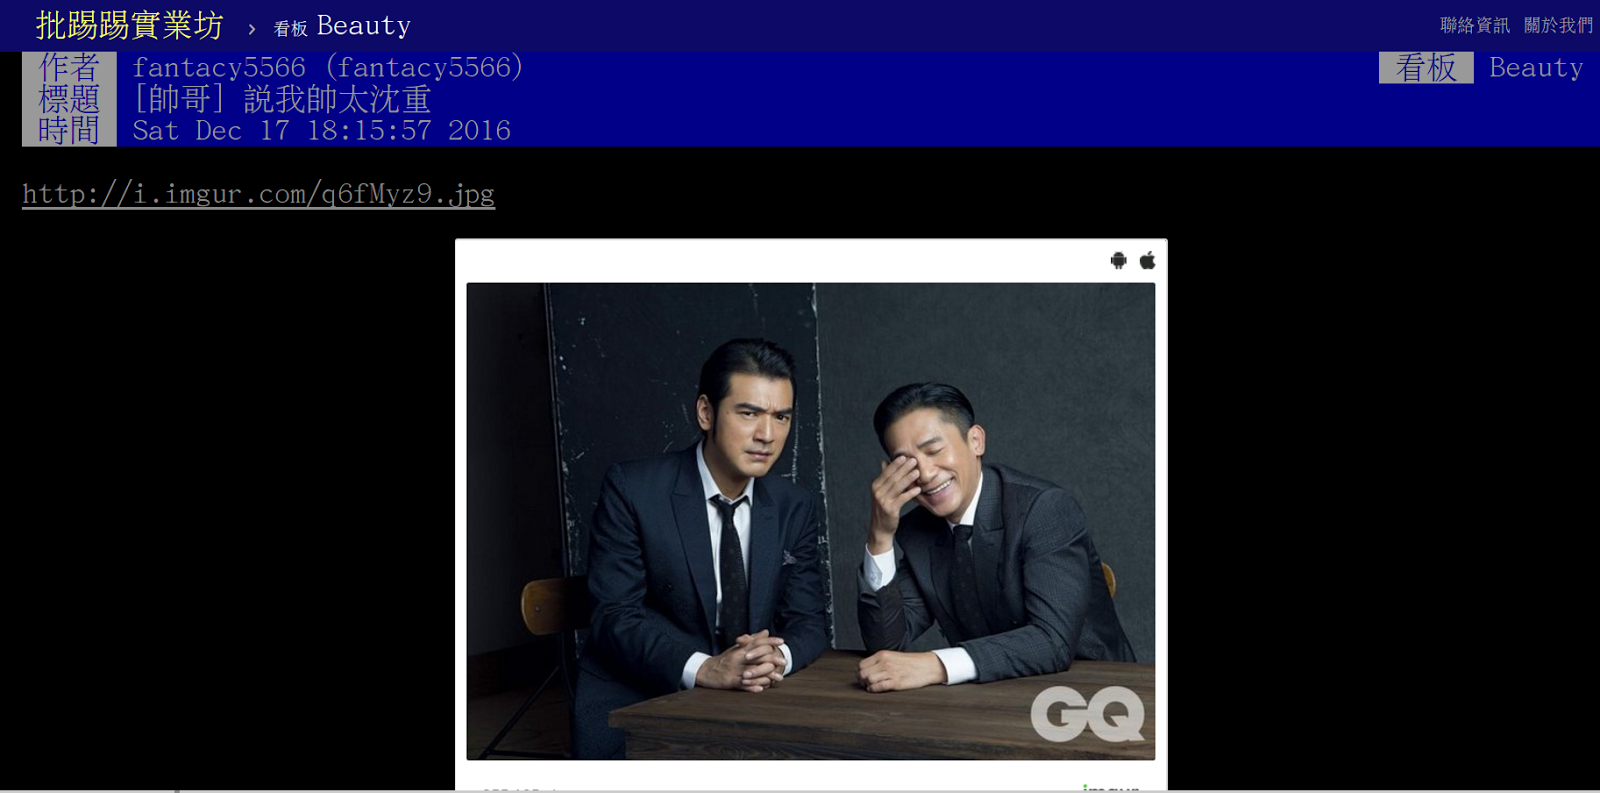 批踢踢實業坊 › 看板 Beauty
聯絡資訊 關於我們
作者 fantacy5566 (fantacy5566)
看板 Beauty
標題 [帥哥] 説我帥太沈重
時間 Sat Dec 17 18:15:57 2016
http://i.imgur.com/q6fMyz9.jpg
GQ
imgur